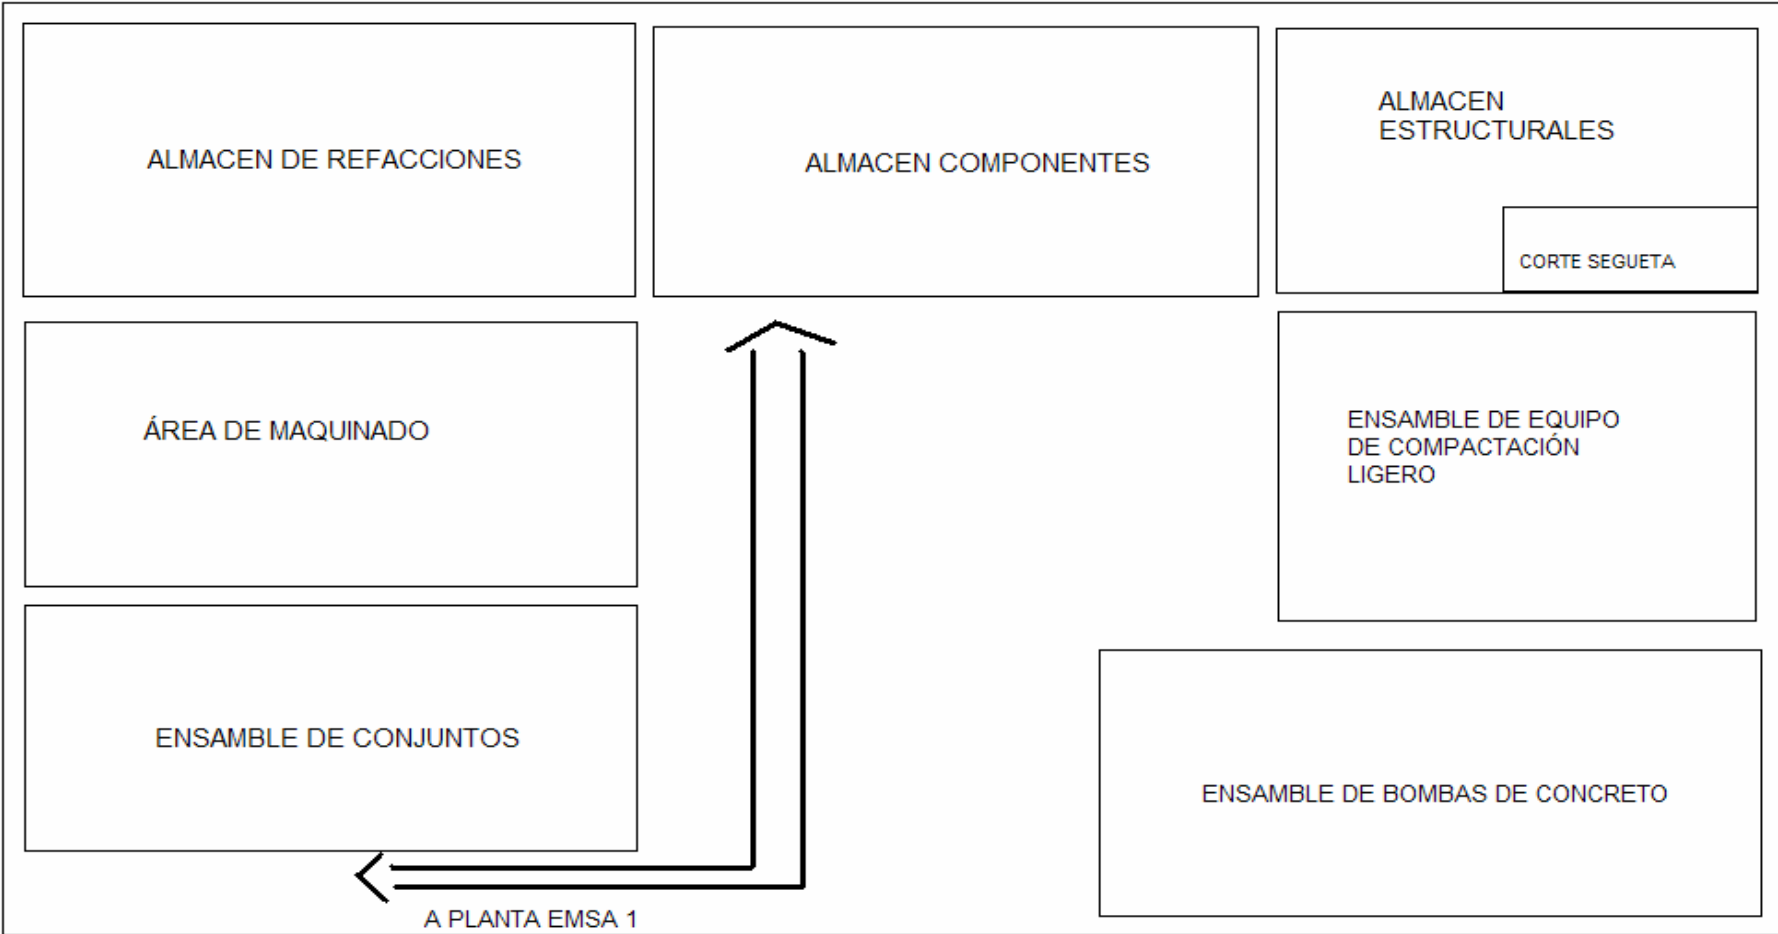 ALMACEN DE REFACCIONES
ALMACEN COMPONENTES
ALMACEN
ESTRUCTURALES
CORTE SEGUETA
ÁREA DE MAQUINADO
ENSAMBLE DE EQUIPO
DE COMPACTACIÓN
LIGERO
ENSAMBLE DE CONJUNTOS
ENSAMBLE DE BOMBAS DE CONCRETO
A PLANTA EMSA 1